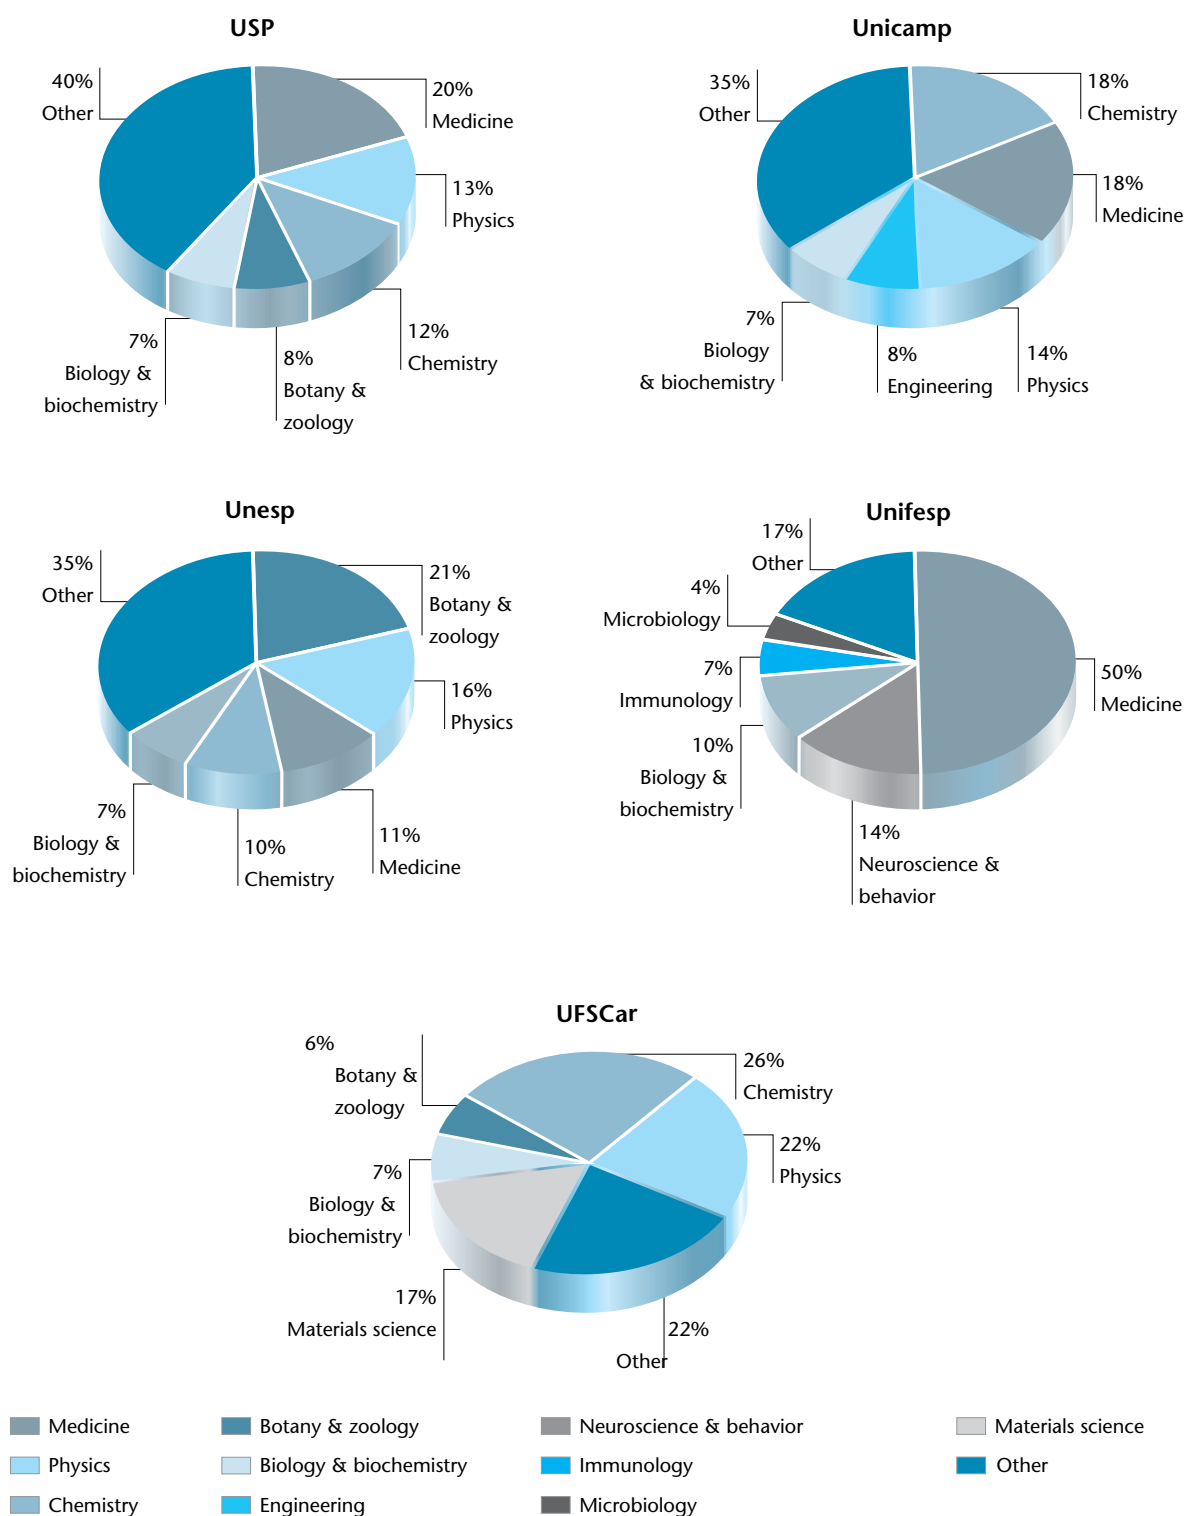 USP
40%
Other
20%
Medicine
13%
Physics
12%
Chemistry
8%
Botany &
zoology
7%
Biology &
biochemistry
Unicamp
35%
Other
18%
Chemistry
18%
Medicine
14%
Physics
8%
Engineering
7%
Biology
& biochemistry
Unesp
35%
Other
21%
Botany &
zoology
16%
Physics
11%
Medicine
10%
Chemistry
7%
Biology &
biochemistry
Unifesp
17%
Other
4%
Microbiology
7%
Immunology
10%
Biology &
biochemistry
14%
Neuroscience &
behavior
50%
Medicine
UFSCar
6%
Botany &
zoology
26%
Chemistry
22%
Physics
7%
Biology &
biochemistry
17%
Materials science
22%
Other
Medicine
Botany & zoology
Neuroscience & behavior
Materials science
Physics
Biology & biochemistry
Immunology
Other
Chemistry
Engineering
Microbiology